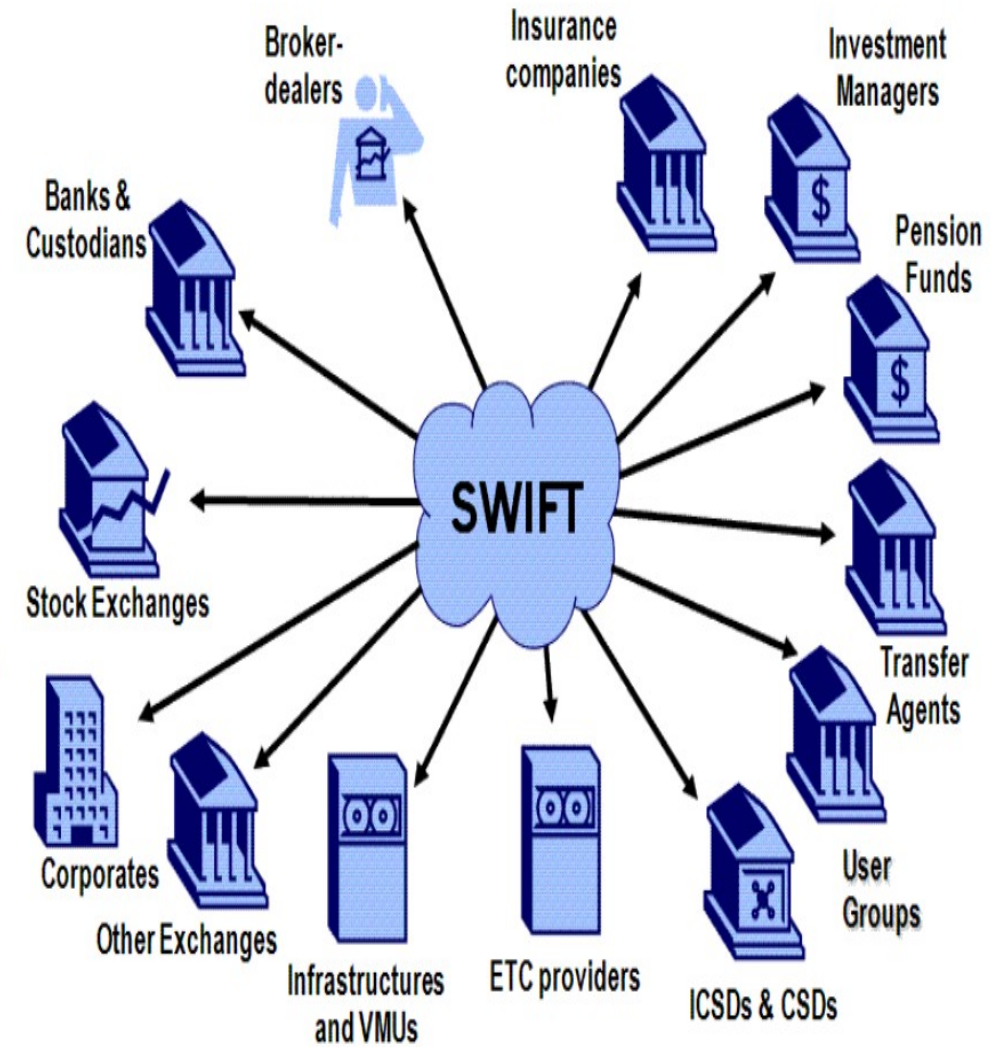 Broker-
dealers
Insurance
companies
Investment
Managers
Banks &
Custodians
$
Pension
Funds
$
SWIFT
Stock Exchanges
Transfer
Agents
Corporates
User
Groups
Other Exchanges
Infrastructures
and VMUs
ETC providers
ICSDs & CSDs